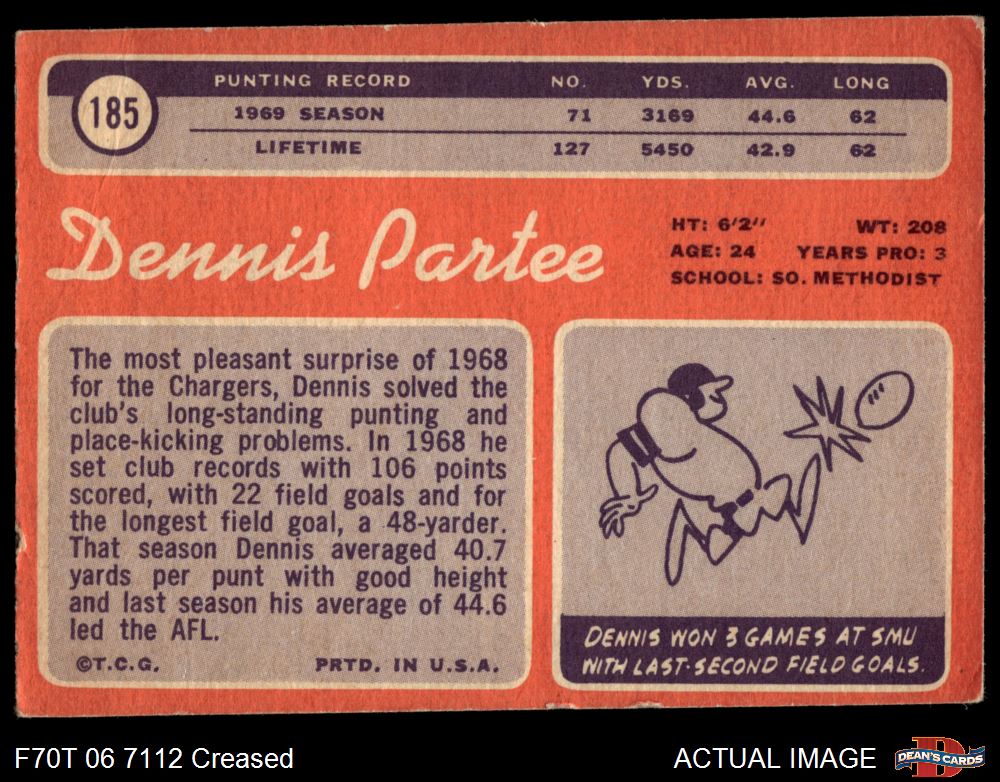 185
PUNTING RECORD NO. YDS. AVG. LONG
1969 SEASON 71 3169 44.6 62
LIFETIME 127 5450 42.9 62
Dennis Partee
HT: 6'2'' WT: 208
AGE: 24 YEARS PRO: 3
SCHOOL: SO. METHODIST
The most pleasant surprise of 1968
for the Chargers, Dennis solved the
club's long-standing punting and
place-kicking problems. In 1968 he
set club records with 106 points
scored, with 22 field goals and for
the longest field goal, a 48-yarder.
That season Dennis averaged 40.7
yards per punt with good height
and last season his average of 44.6
led the AFL.
©T.C.G. PRTD. IN U.S.A.
DENNIS WON 3 GAMES AT SMU
WITH LAST-SECOND FIELD GOALS.
F70T 06 7112 Creased ACTUAL IMAGE
D
DEAN'S CARDS